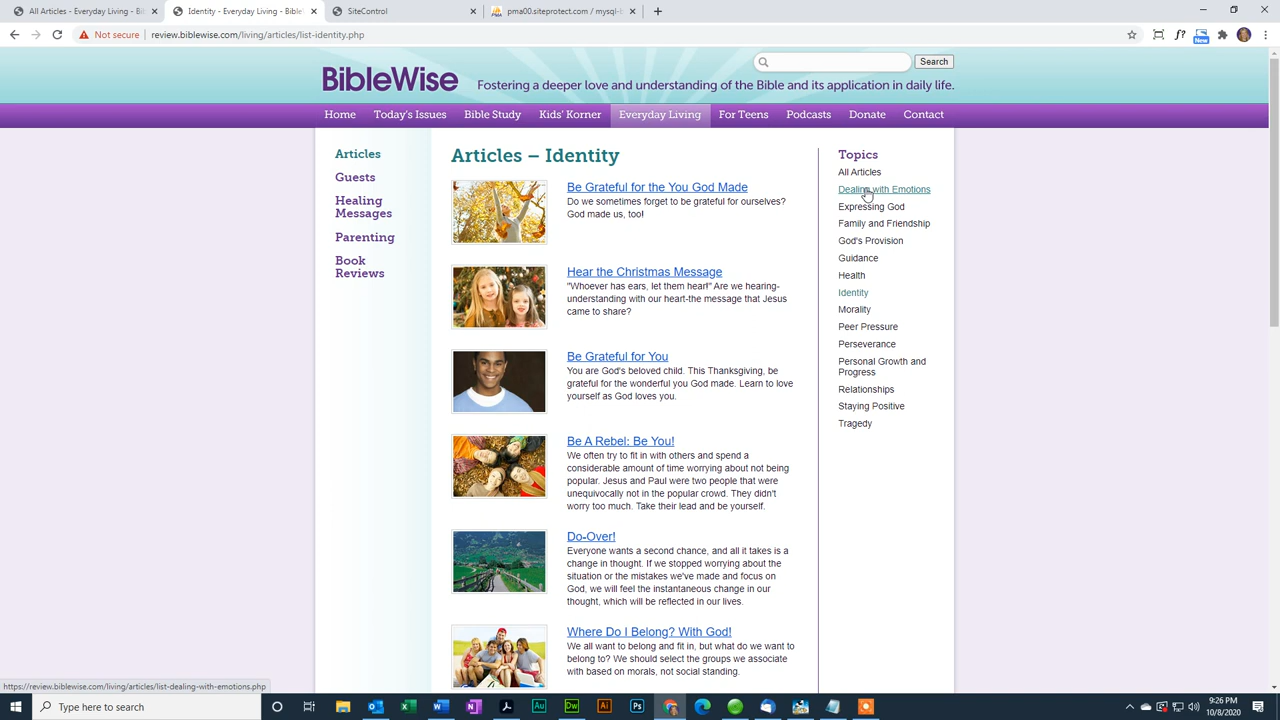 All Articles - Everyday Living - B
Identity - Everyday Living - Bible
SiteControl
pma00.siteprotect.com / mysql-b
Not secure
review.biblewise.com/living/articles/list-identity.php
New
Search
BibleWise
Fostering a deeper love and understanding of the Bible and its application in daily life.
Home
Today's Issues
Bible Study
Kids' Korner
Everyday Living
For Teens
Podcasts
Donate
Contact
Articles
Guests
Healing
Messages
Parenting
Book
Reviews
Articles – Identity
Be Grateful for the You God Made
Do we sometimes forget to be grateful for ourselves?
God made us, too!
Hear the Christmas Message
"Whoever has ears, let them hear!" Are we hearing-
understanding with our heart-the message that Jesus
came to share?
Be Grateful for You
You are God's beloved child. This Thanksgiving, be
grateful for the wonderful you God made. Learn to love
yourself as God loves you.
Be A Rebel: Be You!
We often try to fit in with others and spend a
considerable amount of time worrying about not being
popular. Jesus and Paul were two people that were
unequivocally not in the popular crowd. They didn't
worry too much. Take their lead and be yourself.
Do-Over!
Everyone wants a second chance, and all it takes is a
change in thought. If we stopped worrying about the
situation or the mistakes we've made and focus on
God, we will feel the instantaneous change in our
thought, which will be reflected in our lives.
Where Do I Belong? With God!
We all want to belong and fit in, but what do we want to
belong to? We should select the groups we associate
with based on morals, not social standing.
Topics
All Articles
Dealing with Emotions
Expressing God
Family and Friendship
God's Provision
Guidance
Health
Identity
Morality
Peer Pressure
Perseverance
Personal Growth and
Progress
Relationships
Staying Positive
Tragedy
https://review.biblewise.com/living/articles/list-dealing-with-emotions.php
Type here to search
9:26 PM
10/8/2020